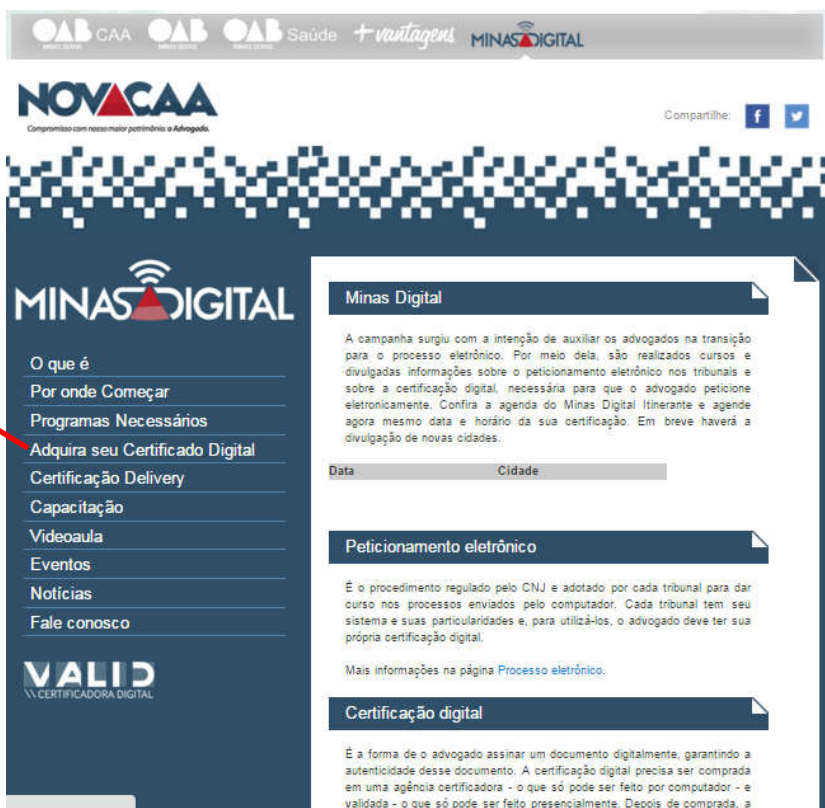 OAB CAA OAB OAB Saúde +vantagens MINAS DIGITAL
NOVACAA
Compromisso com nosso maior patrimônio: a Advogado.
Compartilhe:
MINAS DIGITAL
O que é
Por onde Começar
Programas Necessários
Adquira seu Certificado Digital
Certificação Delivery
Capacitação
Videoaula
Eventos
Notícias
Fale conosco
VALID
\\ CERTIFICADORA DIGITAL
Minas Digital
A campanha surgiu com a intenção de auxiliar os advogados na transição
para o processo eletrônico. Por meio dela, são realizados cursos e
divulgadas informações sobre o peticionamento eletrônico nos tribunais e
sobre a certificação digital, necessária para que o advogado peticione
eletronicamente. Confira a agenda do Minas Digital Itinerante e agende
agora mesmo data e horário da sua certificação. Em breve haverá a
divulgação de novas cidades.
Data Cidade
Peticionamento eletrônico
É o procedimento regulado pelo CNJ e adotado por cada tribunal para dar
curso nos processos enviados pelo computador. Cada tribunal tem seu
sistema e suas particularidades e, para utilizá-los, o advogado deve ter sua
própria certificação digital.
Mais informações na página Processo eletrônico.
Certificação digital
É a forma de o advogado assinar um documento digitalmente, garantindo a
autenticidade desse documento. A certificação digital precisa ser comprada
em uma agência certificadora - o que só pode ser feito por computador - e
validada - o que só pode ser feito presencialmente. Depois de comprada, a